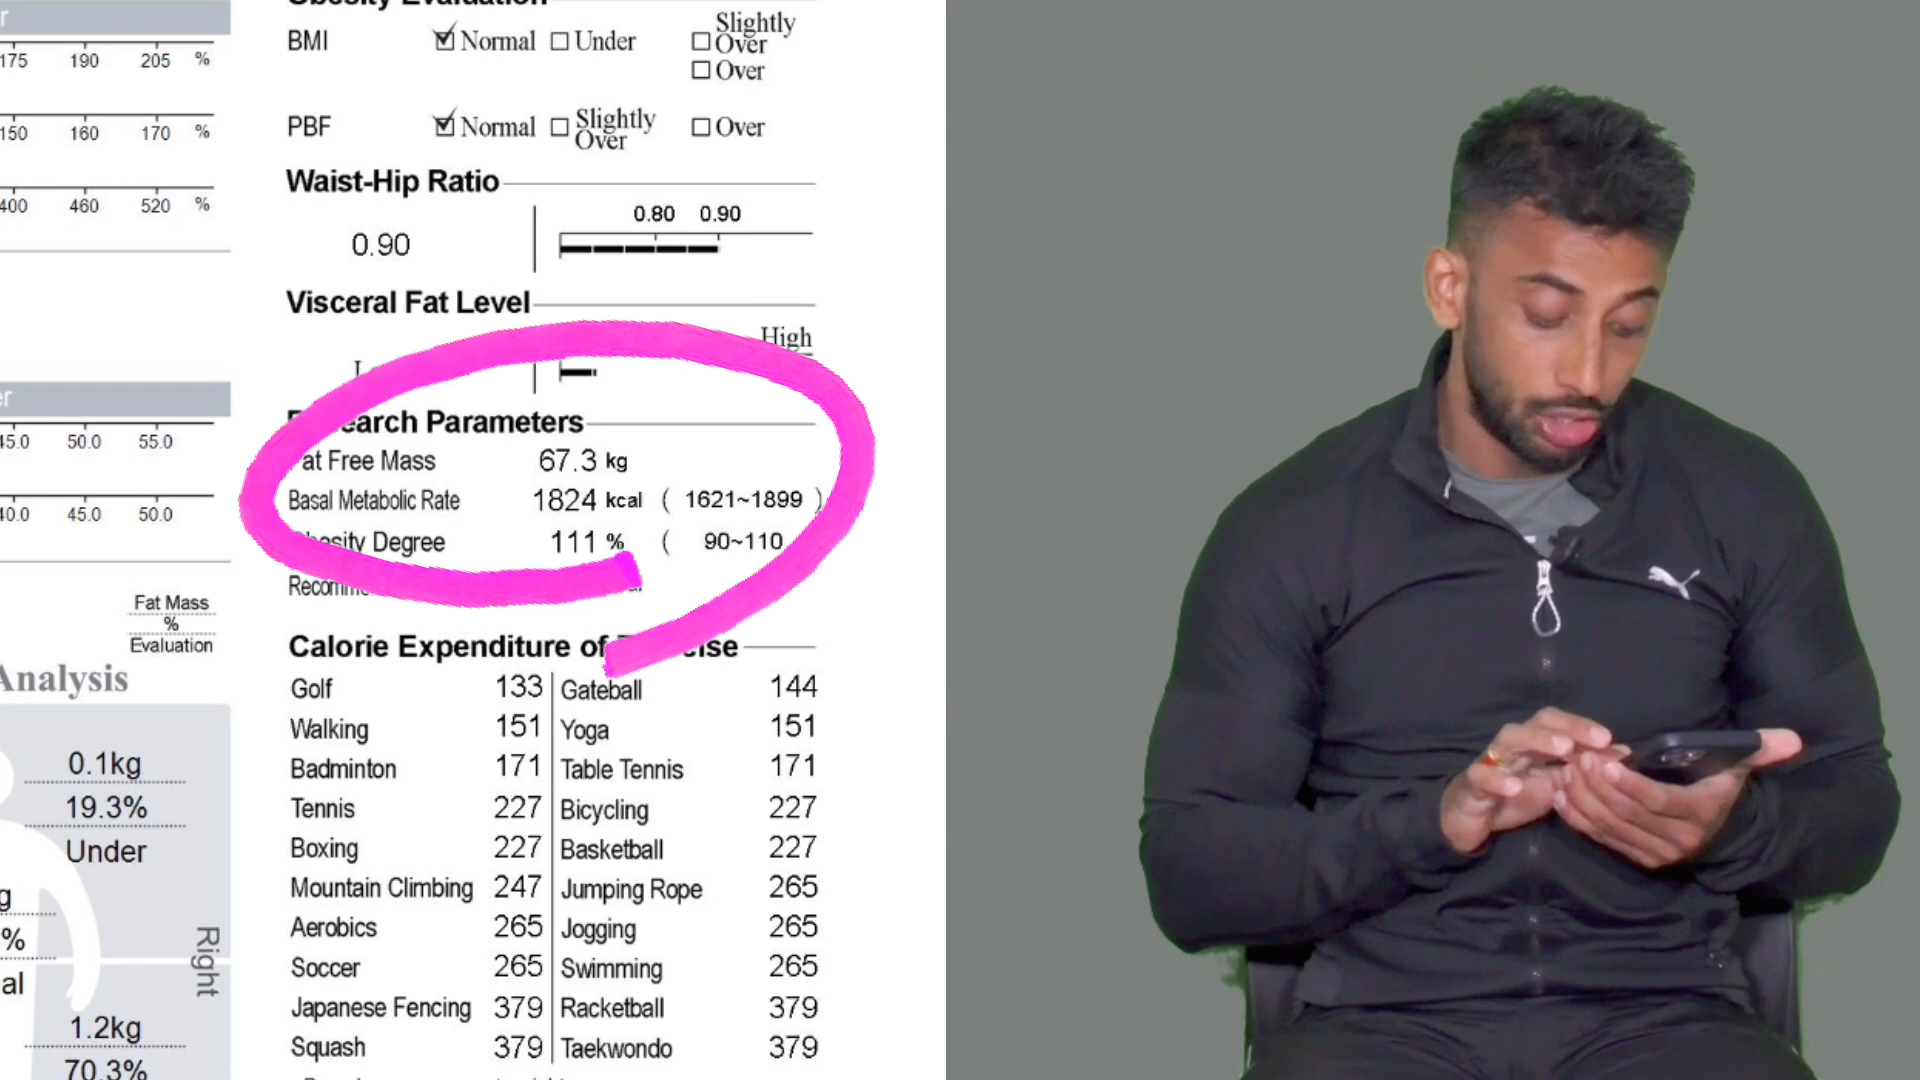 r
175 190 205 %
150 160 170 %
400 460 520 %
er
45.0 50.0 55.0
40.0 45.0 50.0
Fat Mass
%
Evaluation
Analysis
0.1kg
19.3%
Under
g
%
al
Right
1.2kg
70.3%
Obesity Evaluation
BMI Normal Under Slightly Over
Over
PBF Normal Slightly Over Over
Waist-Hip Ratio
0.80 0.90
0.90
Visceral Fat Level
High
Parameters
Fat Free Mass 67.3 kg
Basal Metabolic Rate 1824 kcal ( 1621~1899 )
Obesity Degree 111 % ( 90~110
Calorie Expenditure of
Golf 133 Gateball 144
Walking 151 Yoga 151
Badminton 171 Table Tennis 171
Tennis 227 Bicycling 227
Boxing 227 Basketball 227
Mountain Climbing 247 Jumping Rope 265
Aerobics 265 Jogging 265
Soccer 265 Swimming 265
Japanese Fencing 379 Racketball 379
Squash 379 Taekwondo 379